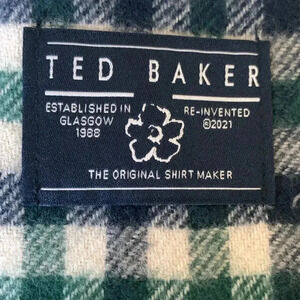 TED BAKER
ESTABLISHED IN
GLASGOW
1988
RE-INVENTED
©2021
THE ORIGINAL SHIRT MAKER